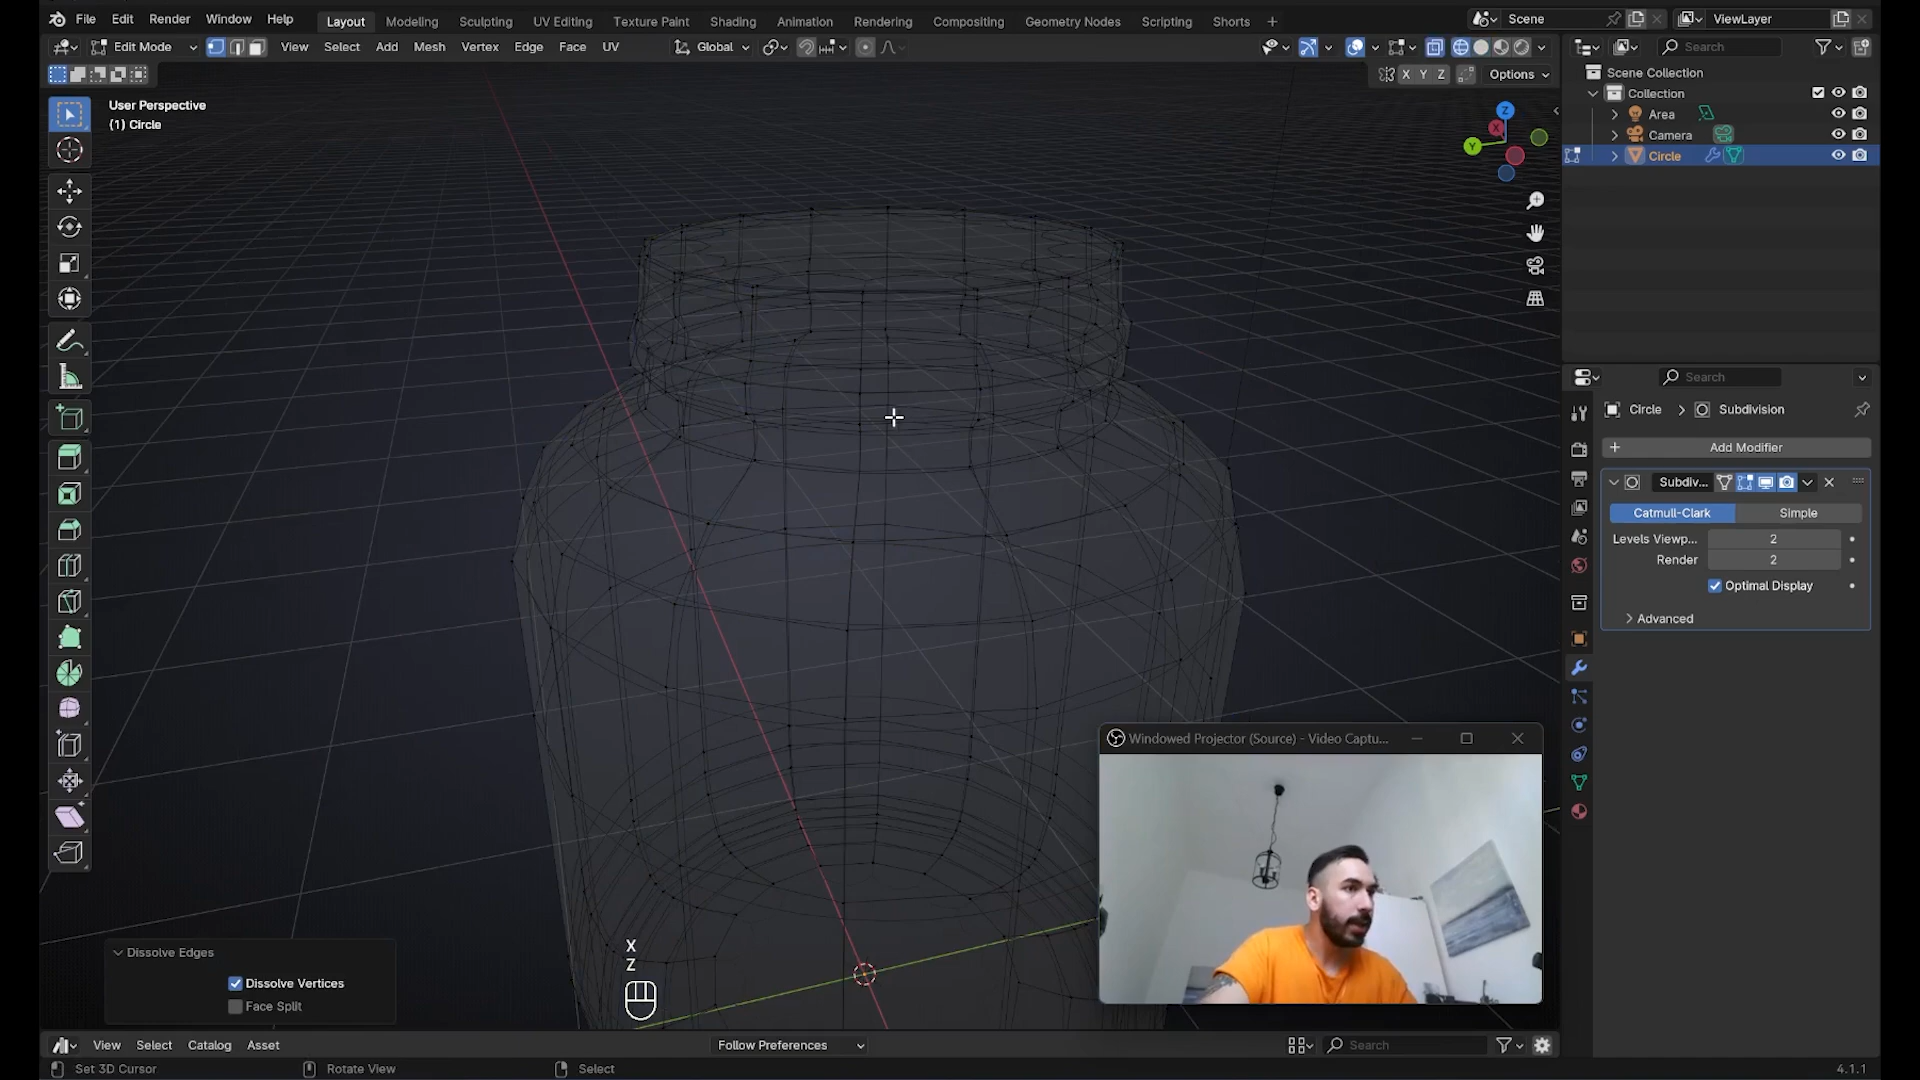 File Edit Render Window Help Layout Modeling Sculpting UV Editing Texture Paint Shading Animation Rendering Compositing Geometry Nodes Scripting Shorts + Scene ViewLayer
Edit Mode View Select Add Mesh Vertex Edge Face UV Global Search
X Y Z Options
User Perspective
(1) Circle
Scene Collection
Collection
Area
Camera
Circle
Z
X
Y
Search
Circle > Subdivision
+ Add Modifier
Subdiv...
Catmull-Clark Simple
Levels Viewp... 2
Render 2
Optimal Display
Advanced
Windowed Projector (Source) - Video Captu...
X
Z
Dissolve Edges
Dissolve Vertices
Face Split
View Select Catalog Asset Follow Preferences Search
Set 3D Cursor Rotate View Select 4.1.1